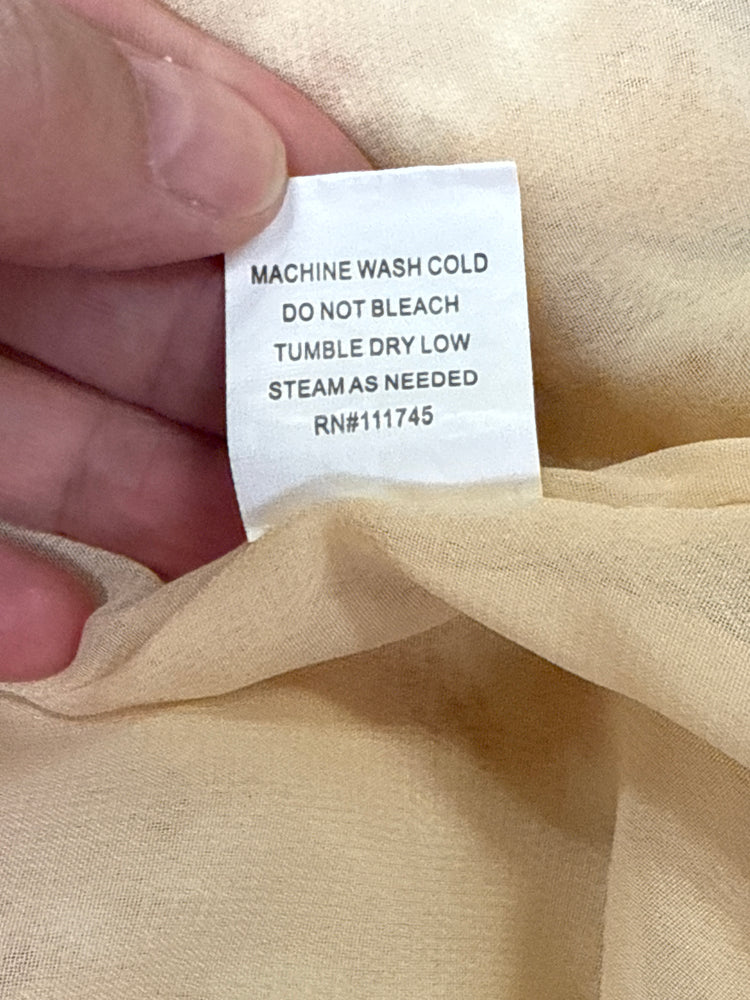 MACHINE WASH COLD
DO NOT BLEACH
TUMBLE DRY LOW
STEAM AS NEEDED
RN#111745